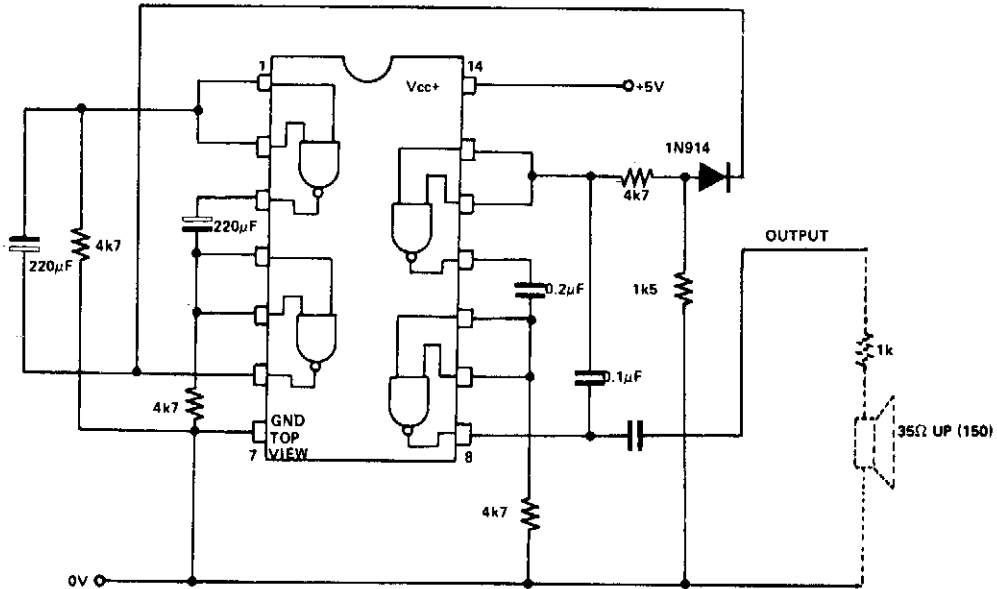 1
14
Vcc+
+5V
1N914
4k7
4k7
220µF
220µF
OUTPUT
0.2µF
1k5
1k
0.1µF
4k7
GND
TOP
VIEW
7
8
35Ω UP (150)
4k7
0V